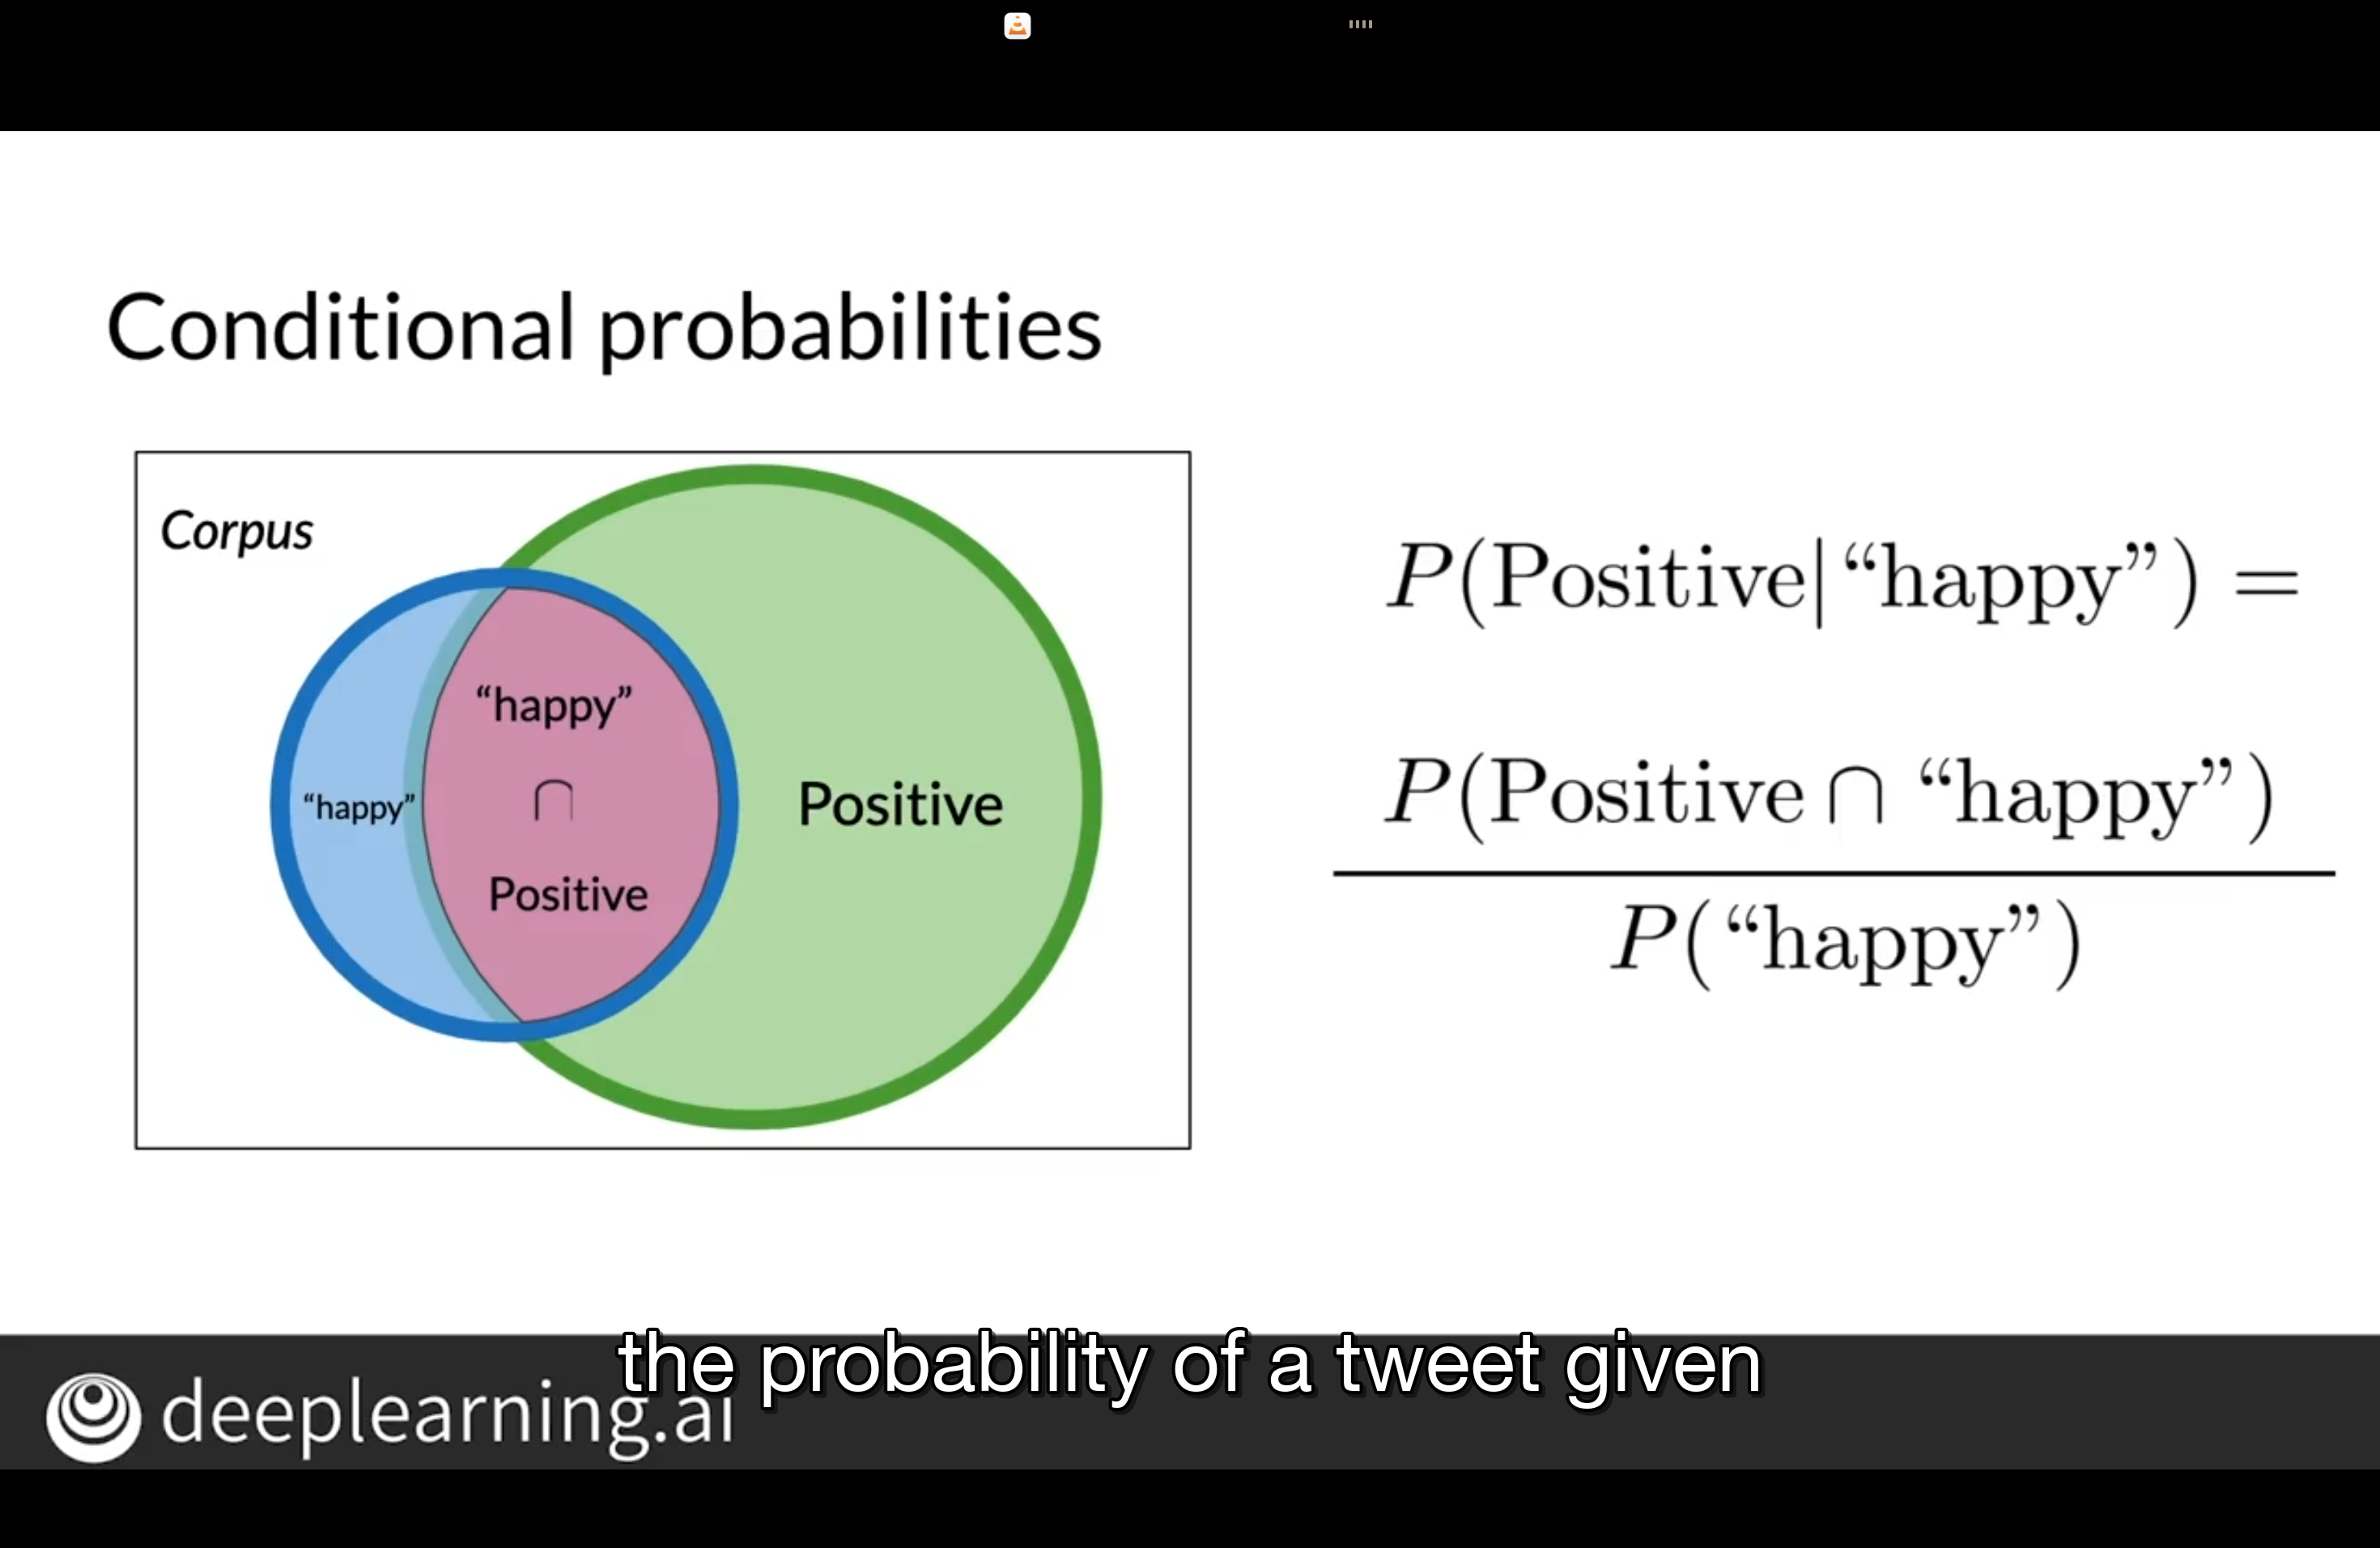 Conditional probabilities
Corpus
“happy”
“happy”
∩
Positive
Positive
P(Positive|“happy”) =
P(Positive ∩ “happy”)
P(“happy”)
the probability of a tweet given
deeplearning.ai